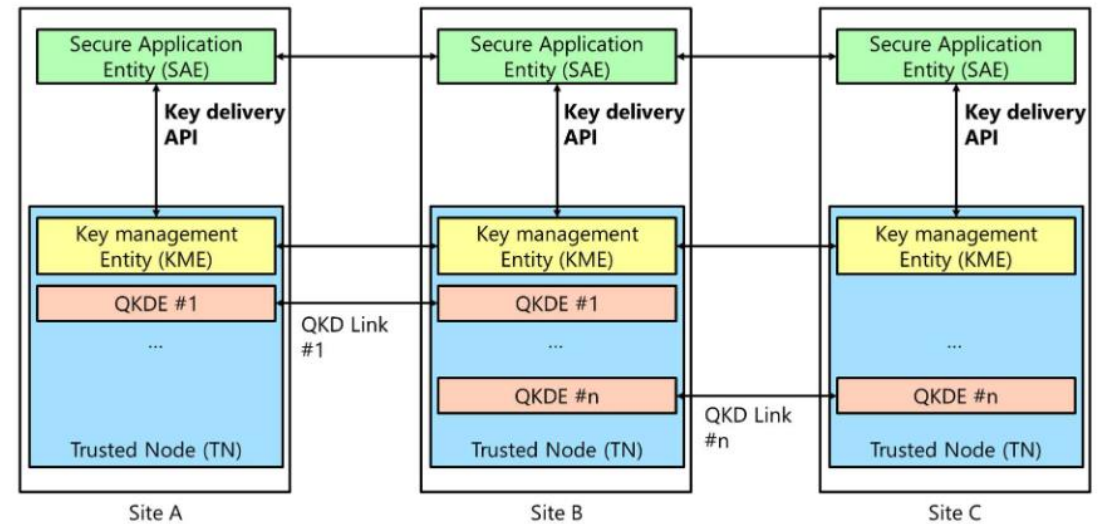 Secure Application
Entity (SAE)
Secure Application
Entity (SAE)
Secure Application
Entity (SAE)
Key delivery
API
Key delivery
API
Key delivery
API
Key management
Entity (KME)
Key management
Entity (KME)
Key management
Entity (KME)
QKDE #1
QKD Link
#1
QKDE #1
...
...
...
QKDE #n
QKD Link
#n
QKDE #n
Trusted Node (TN)
Trusted Node (TN)
Trusted Node (TN)
Site A
Site B
Site C